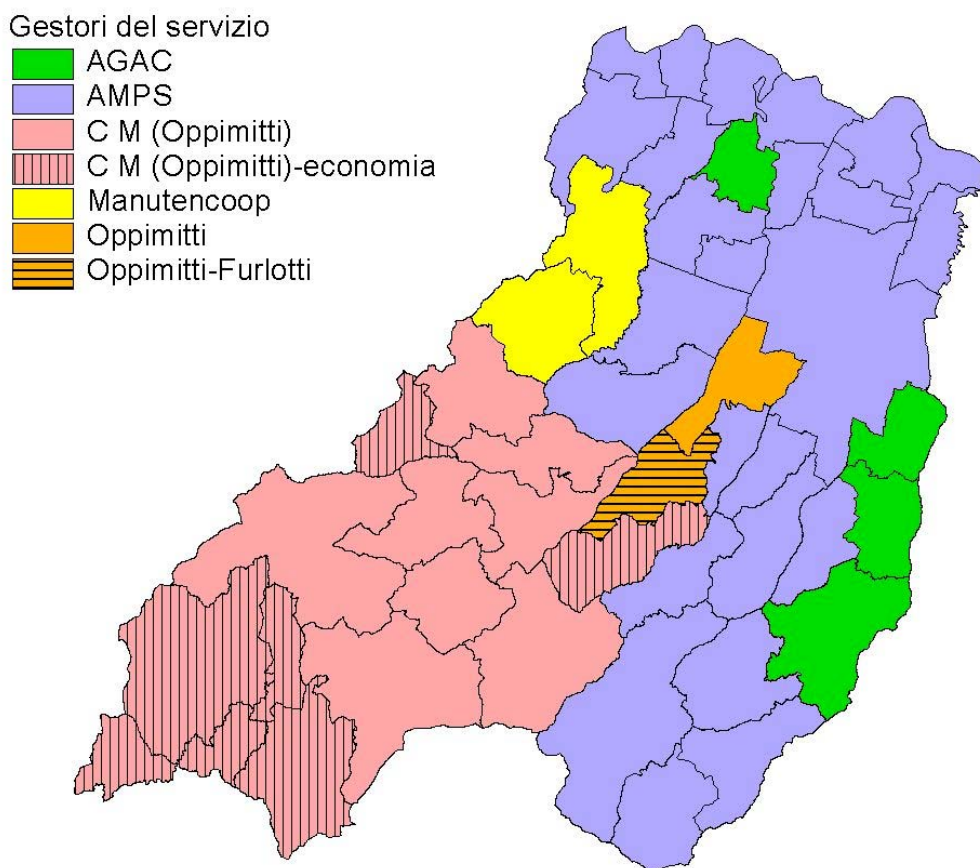 Gestori del servizio
AGAC
AMPS
C M (Oppimitti)
C M (Oppimitti)-economia
Manutencoop
Oppimitti
Oppimitti-Furlotti